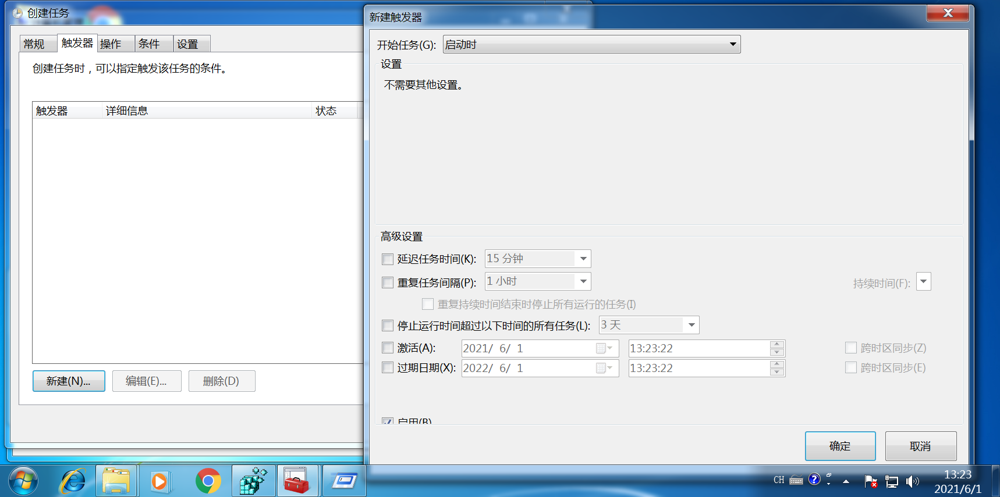 创建任务
常规 触发器 操作 条件 设置
创建任务时，可以指定触发该任务的条件。
触发器 详细信息 状态
新建(N)... 编辑(E)... 删除(D)
新建触发器
开始任务(G): 启动时
设置
不需要其他设置。
高级设置
延迟任务时间(K): 15 分钟
重复任务间隔(P): 1 小时 持续时间(F):
重复持续时间结束时停止所有运行的任务(I)
停止运行时间超过以下时间的所有任务(L): 3 天
激活(A): 2021/ 6/ 1 13:23:22 跨时区同步(Z)
过期日期(X): 2022/ 6/ 1 13:23:22 跨时区同步(E)
启用(B)
确定 取消
CH 13:23
2021/6/1